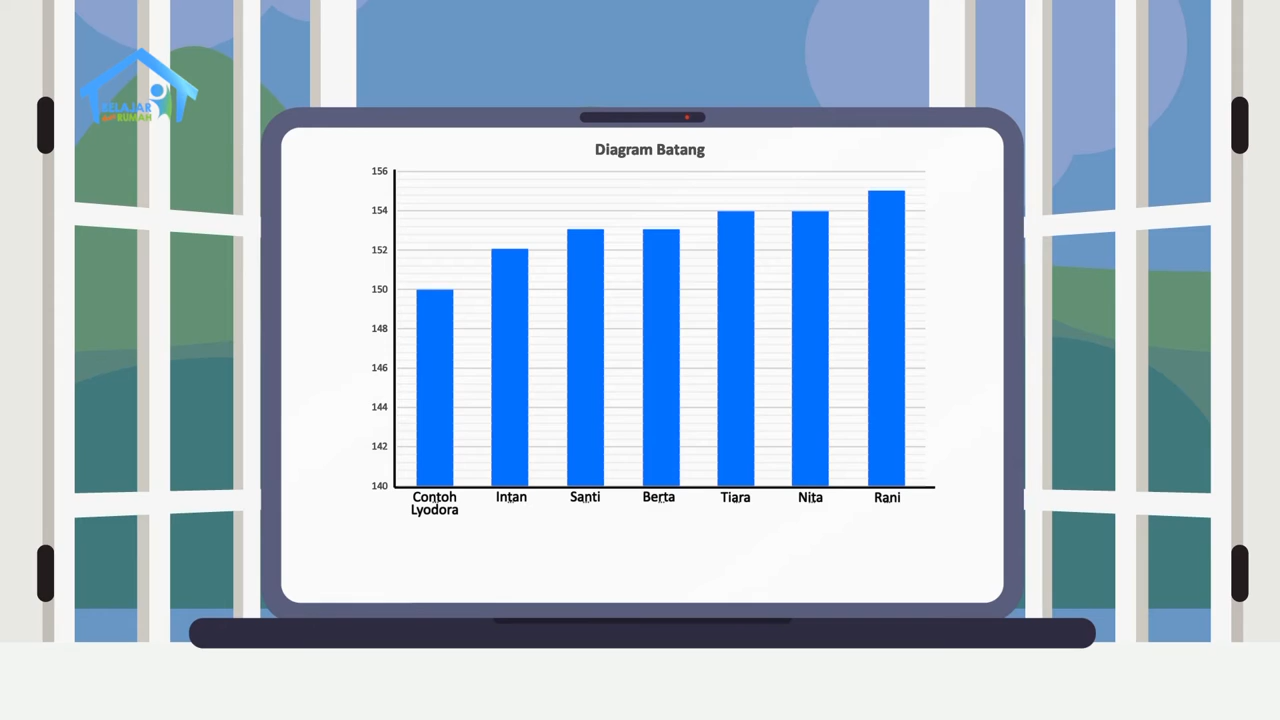 BELAJAR
dari RUMAH
Diagram Batang
156
154
152
150
148
146
144
142
140
Contoh Lyodora
Intan
Santi
Berta
Tiara
Nita
Rani